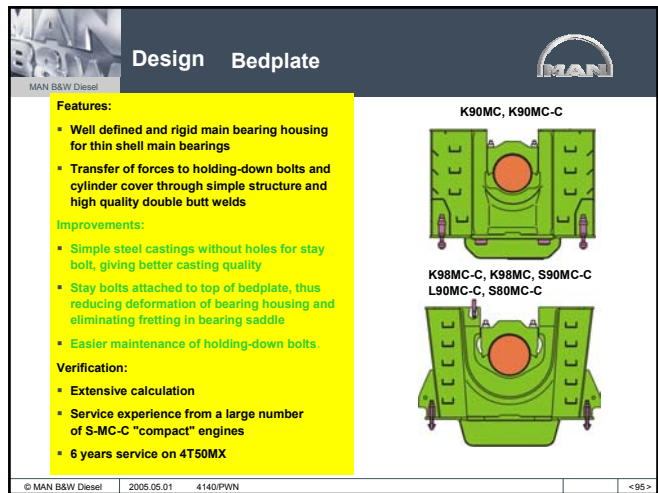 MAN
B&W
MAN B&W Diesel
Design Bedplate
MAN
Features:
▪ Well defined and rigid main bearing housing
for thin shell main bearings
▪ Transfer of forces to holding-down bolts and
cylinder cover through simple structure and
high quality double butt welds
Improvements:
▪ Simple steel castings without holes for stay
bolt, giving better casting quality
▪ Stay bolts attached to top of bedplate, thus
reducing deformation of bearing housing and
eliminating fretting in bearing saddle
▪ Easier maintenance of holding-down bolts.
Verification:
▪ Extensive calculation
▪ Service experience from a large number
of S-MC-C "compact" engines
▪ 6 years service on 4T50MX
K90MC, K90MC-C
K98MC-C, K98MC, S90MC-C
L90MC-C, S80MC-C
© MAN B&W Diesel 2005.05.01 4140/PWN <95>